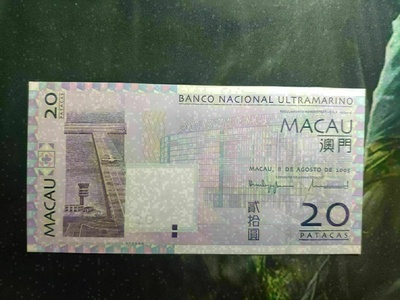 20
PATACAS
BANCO NACIONAL ULTRAMARINO
MACAU
澳門
MACAU, 8 DE AGOSTO DE 2005
MACAU
貳拾圓
20
PATACAS